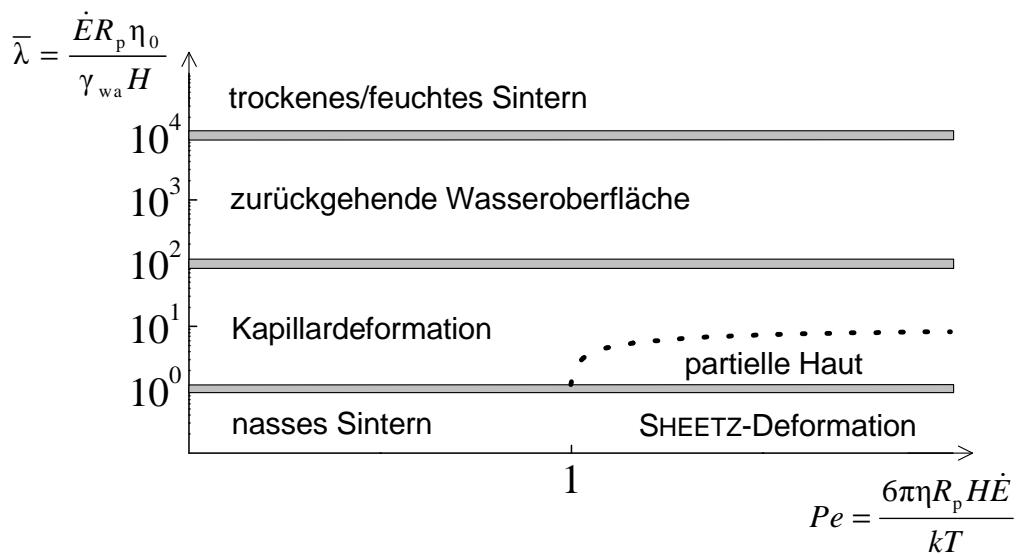 λ̄ = ĖR_p η_0 / γ_wa H
trockenes/feuchtes Sintern
10^4
zurückgehende Wasseroberfläche
10^3
10^2
10^1
Kapillardeformation
partielle Haut
10^0
nasses Sintern
SHEETZ-Deformation
1
Pe = 6πηR_p HĖ / kT